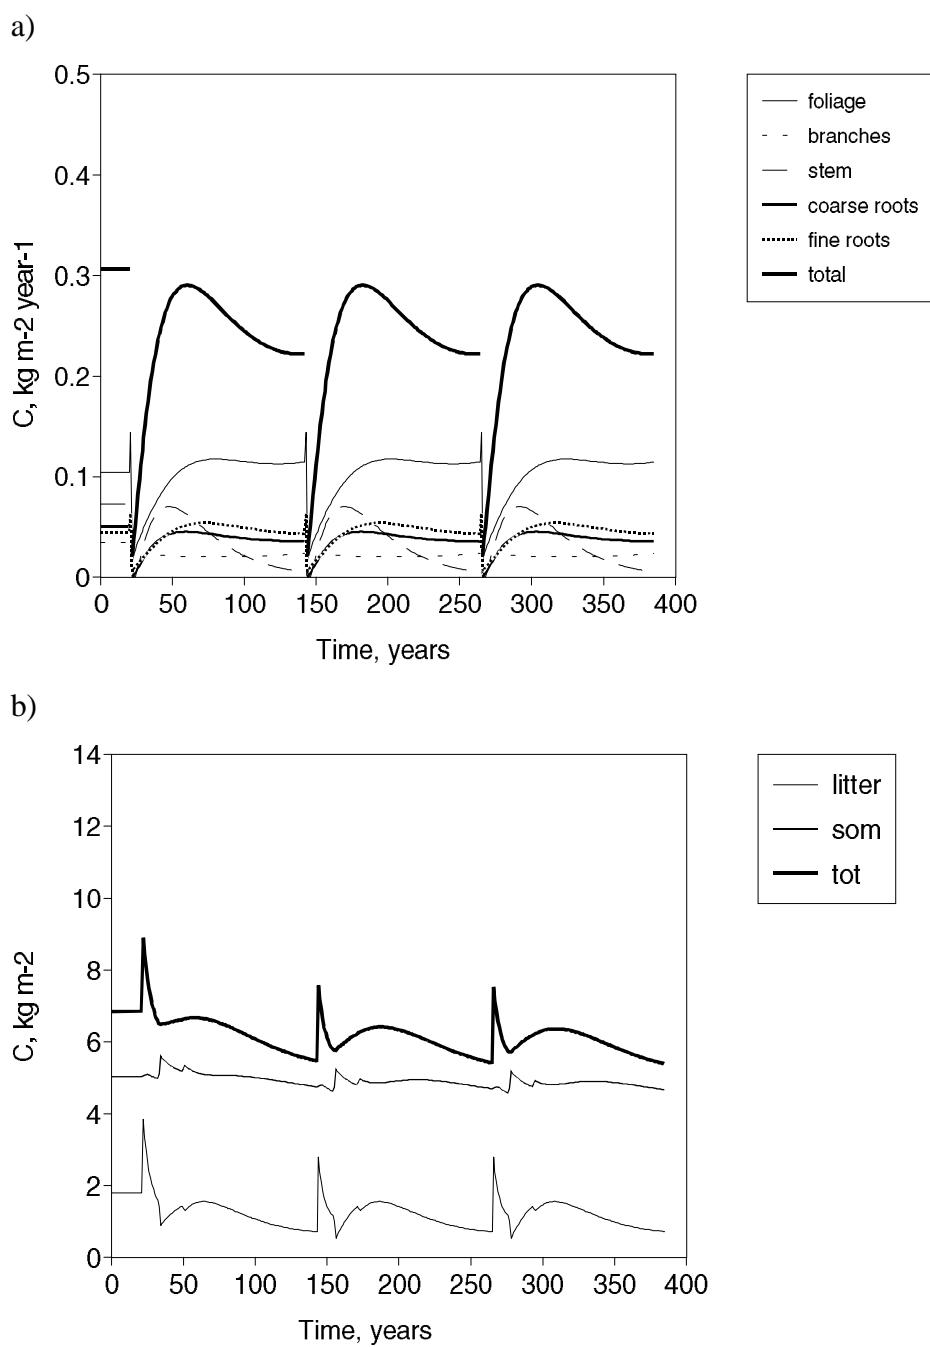 a)
0.5
0.4
0.3
0.2
0.1
0
C, kg m-2 year-1
0 50 100 150 200 250 300 350 400
Time, years
foliage
branches
stem
coarse roots
fine roots
total
b)
14
12
10
8
6
4
2
0
C, kg m-2
0 50 100 150 200 250 300 350 400
Time, years
litter
som
tot